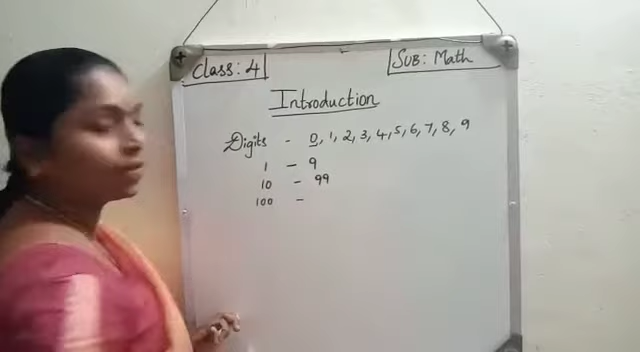 Class: 4
SUB: Math
Introduction
Digits - 0, 1, 2, 3, 4, 5, 6, 7, 8, 9
1 - 9
10 - 99
100 -